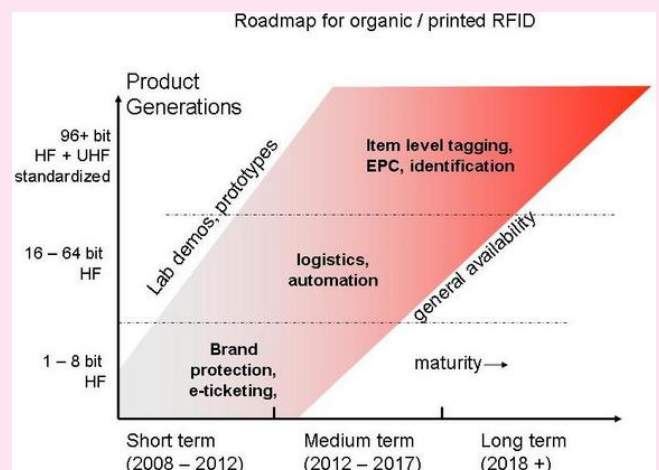 Roadmap for organic / printed RFID
Product
Generations
96+ bit
HF + UHF
standardized
Lab demos, prototypes
Item level tagging,
EPC, identification
16 – 64 bit
HF
logistics,
automation
general availability
1 – 8 bit
HF
Brand
protection,
e-ticketing,
maturity→
Short term
(2008 – 2012)
Medium term
(2012 – 2017)
Long term
(2018 +)